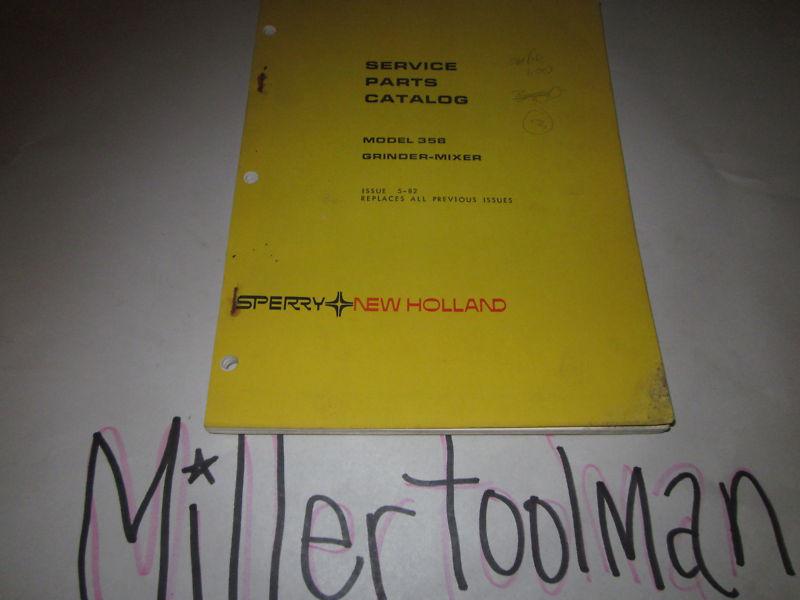 SERVICE
PARTS
CATALOG
MODEL 358
GRINDER-MIXER
ISSUE 5-82
REPLACES ALL PREVIOUS ISSUES
SPERRY NEW HOLLAND
Millertoolman